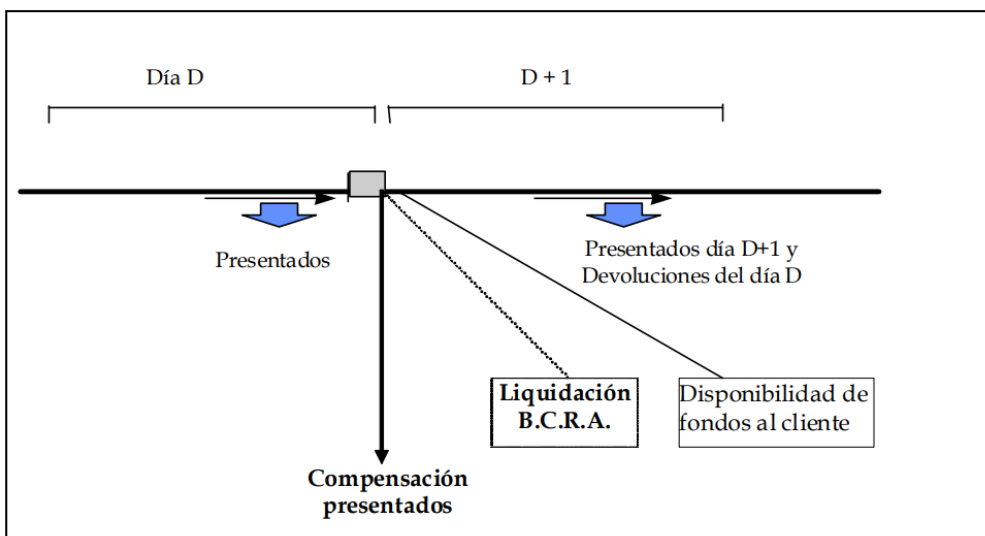 Día D
D + 1
Presentados
Presentados día D+1 y
Devoluciones del día D
Liquidación
B.C.R.A.
Disponibilidad de
fondos al cliente
Compensación
presentados